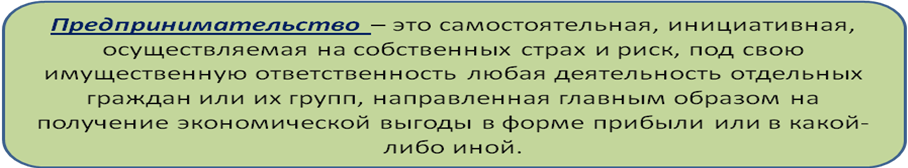 Предпринимательство – это самостоятельная, инициативная,
осуществляемая на собственных страх и риск, под свою
имущественную ответственность любая деятельность отдельных
граждан или их групп, направленная главным образом на
получение экономической выгоды в форме прибыли или в какой-
либо иной.